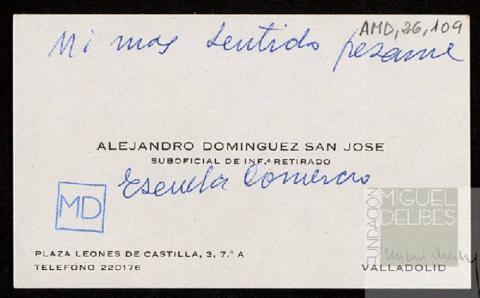 AMD,26,109
Mi mas sentido pesame
ALEJANDRO DOMINGUEZ SAN JOSE
SUBOFICIAL DE INF.ª RETIRADO
Escuela Comercio
MD
PLAZA LEONES DE CASTILLA, 3, 7.º A
TELEFONO 220176
VALLADOLID
FUNDACIÓN
MIGUEL
DELIBES